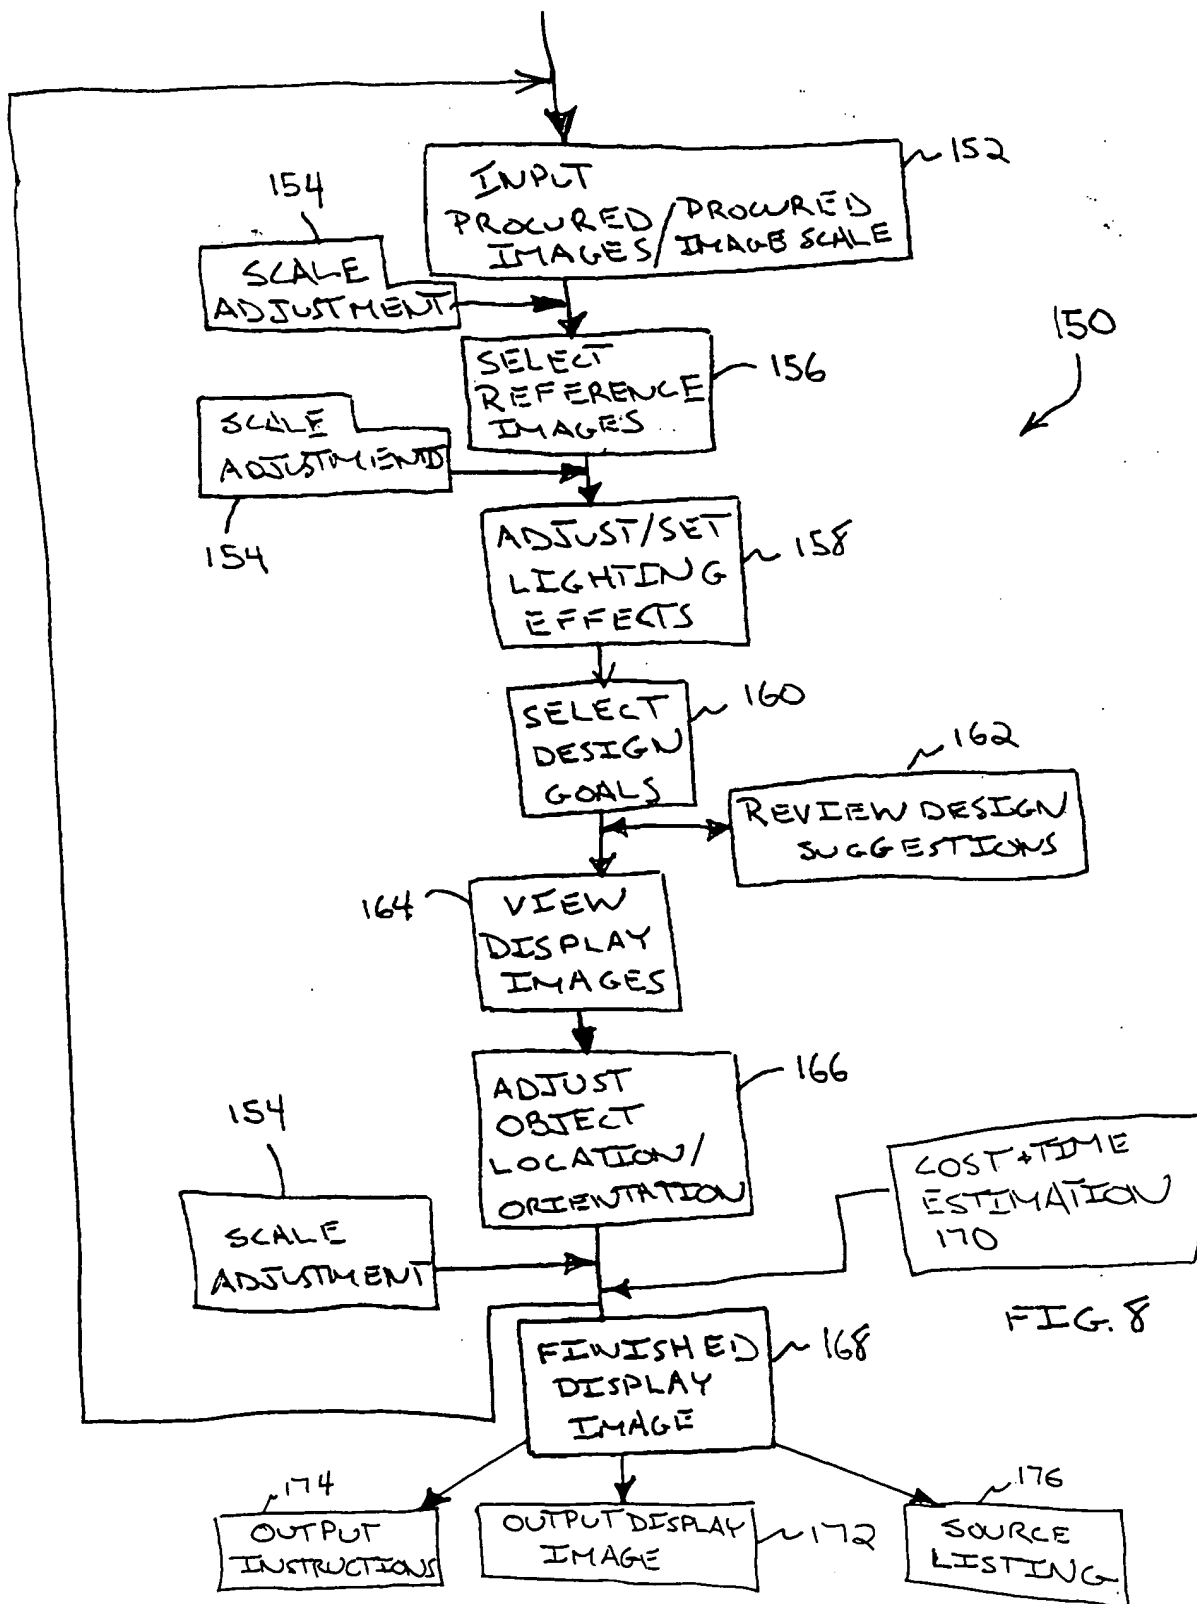 152
INPUT
PROCURED IMAGES / PROCURED IMAGE SCALE
154
SCALE
ADJUSTMENT
150
SELECT
REFERENCE
IMAGES
156
SCALE
ADJUSTMENT
154
ADJUST/SET
LIGHTING
EFFECTS
158
SELECT
DESIGN
GOALS
160
162
REVIEW DESIGN
SUGGESTIONS
164
VIEW
DISPLAY
IMAGES
ADJUST
OBJECT
LOCATION/
ORIENTATION
166
154
SCALE
ADJUSTMENT
COST + TIME
ESTIMATION
170
FIG. 8
FINISHED
DISPLAY
IMAGE
168
174
OUTPUT
INSTRUCTIONS
OUTPUT DISPLAY
IMAGE
172
176
SOURCE
LISTING